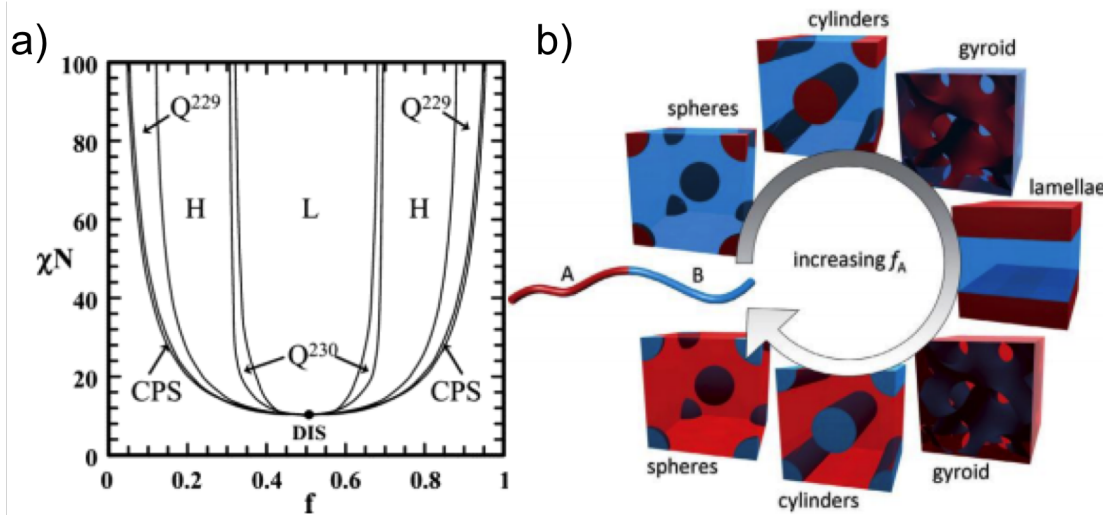 a)
100
80
60
χN
40
20
0
0
0.2
0.4
0.6
0.8
1
f
Q²²⁹
Q²²⁹
H
L
H
Q²³⁰
CPS
CPS
DIS
b)
cylinders
gyroid
spheres
lamellae
A
B
increasing fA
spheres
cylinders
gyroid